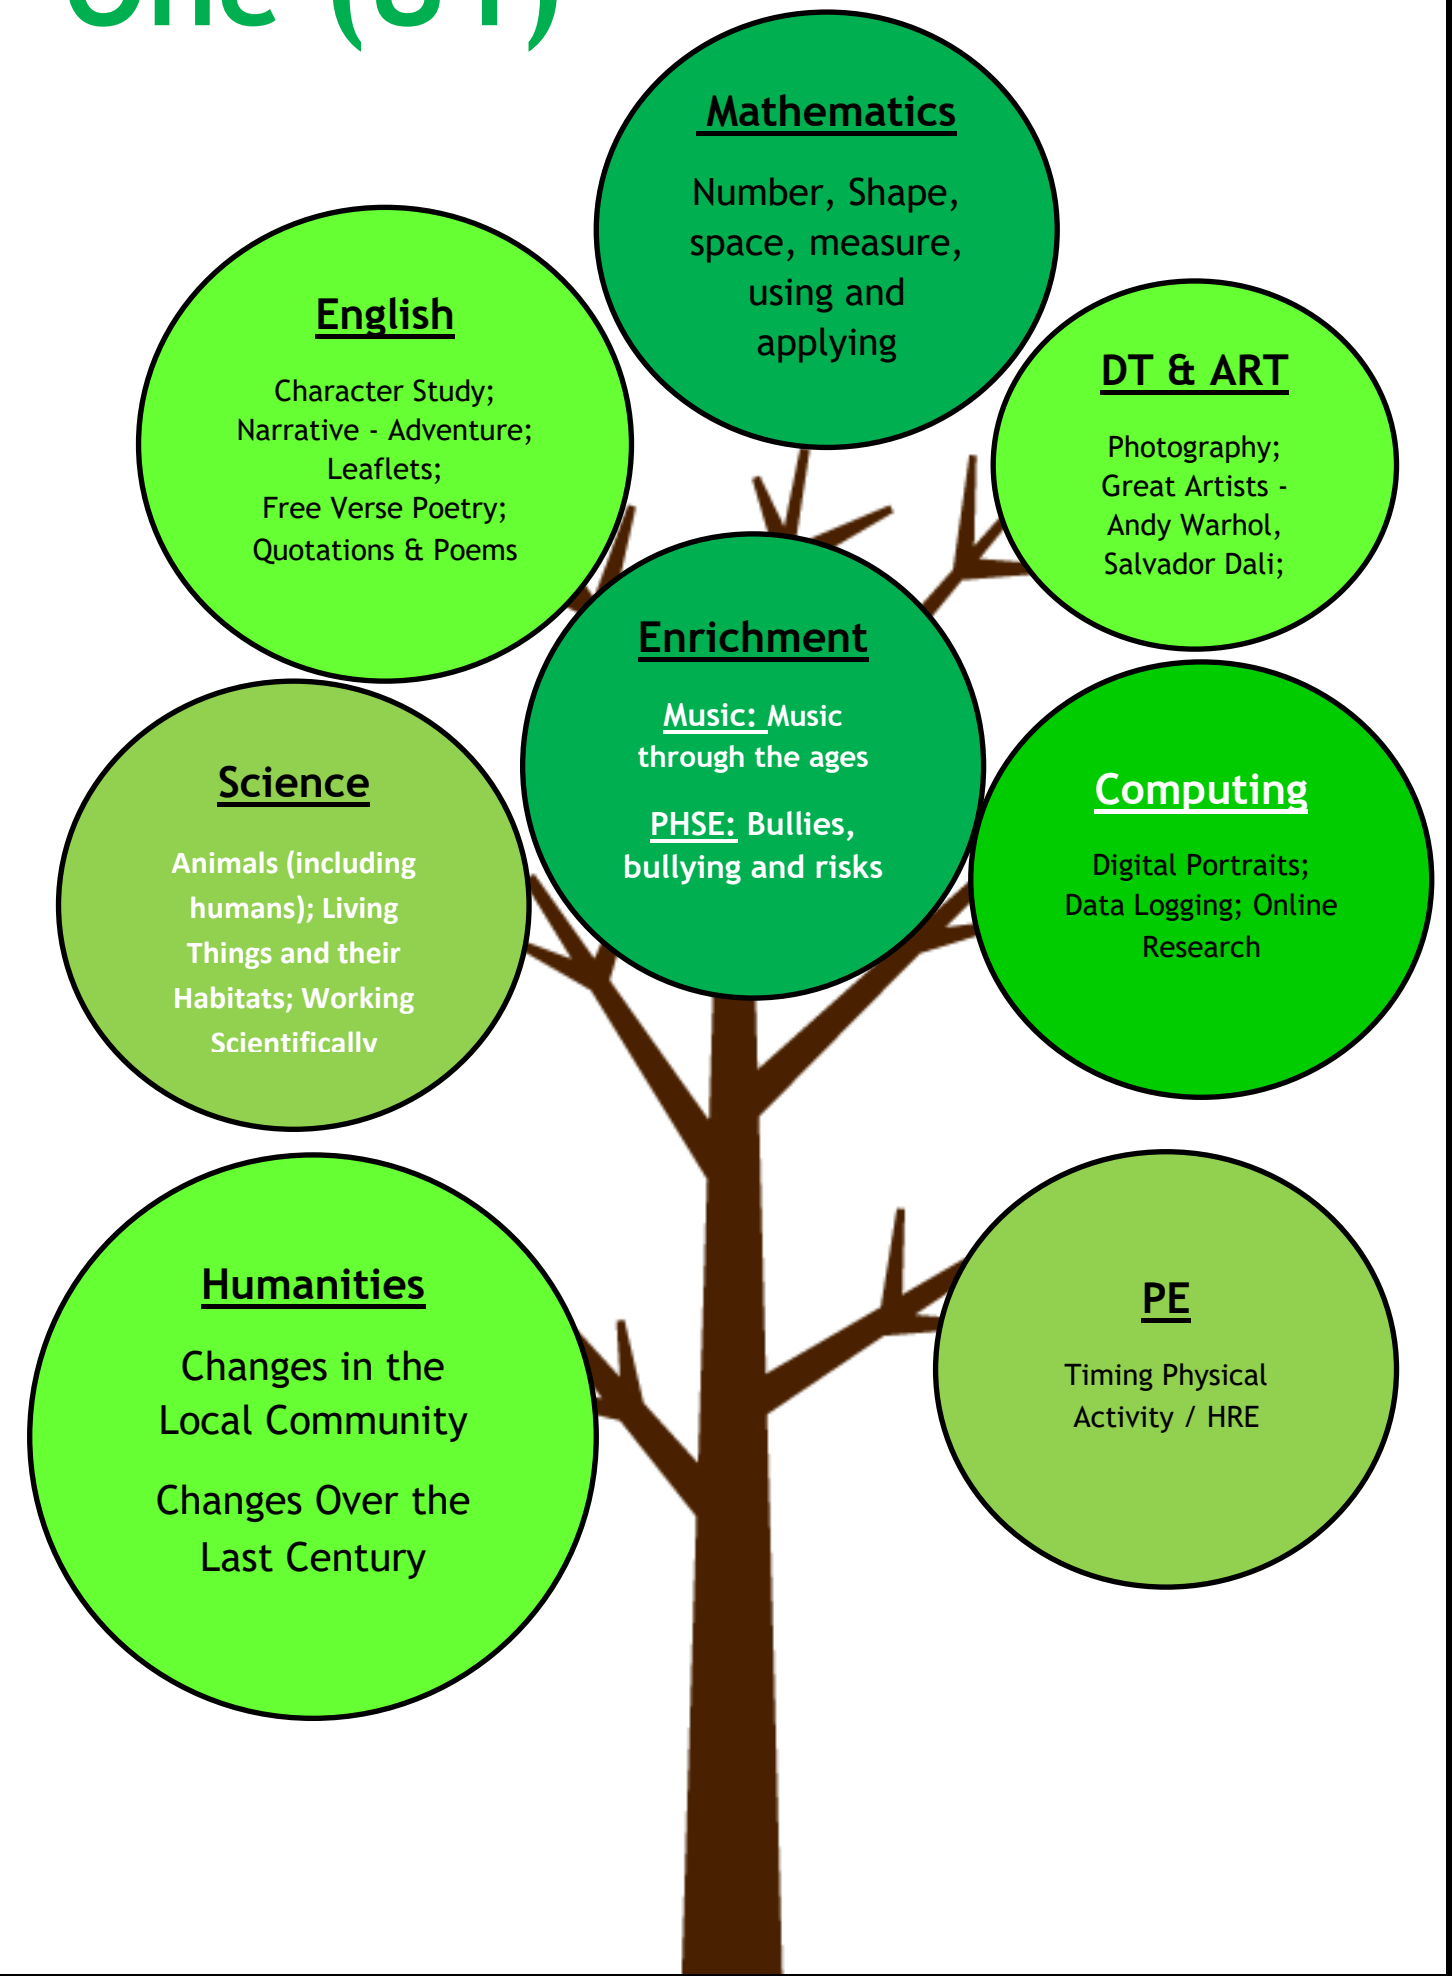 One (U1)
Mathematics
Number, Shape,
space, measure,
using and
applying
English
Character Study;
Narrative - Adventure;
Leaflets;
Free Verse Poetry;
Quotations & Poems
DT & ART
Photography;
Great Artists -
Andy Warhol,
Salvador Dali;
Enrichment
Music: Music
through the ages
PHSE: Bullies,
bullying and risks
Science
Animals (including
humans); Living
Things and their
Habitats; Working
Scientifically
Computing
Digital Portraits;
Data Logging; Online
Research
Humanities
Changes in the
Local Community
Changes Over the
Last Century
PE
Timing Physical
Activity / HRE